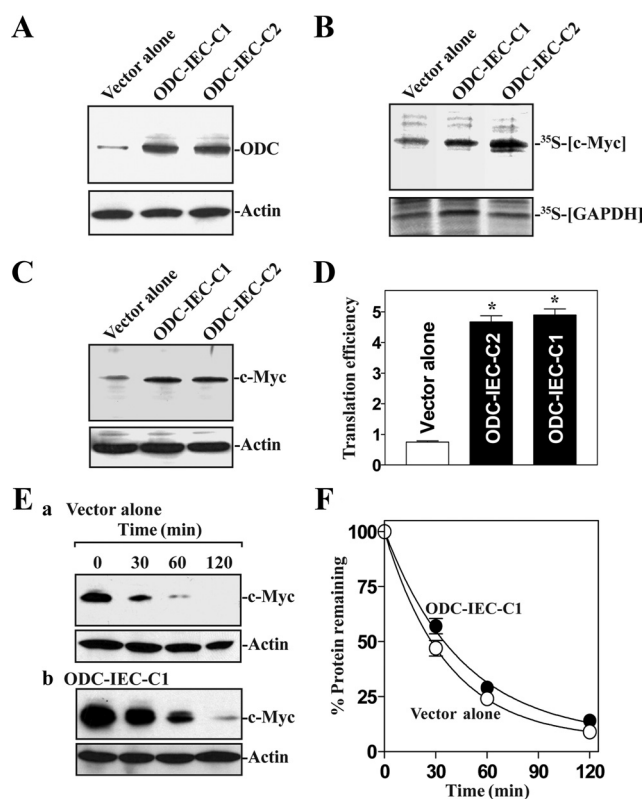 A
Vector alone
ODC-IEC-C1
ODC-IEC-C2
-ODC
-Actin
B
Vector alone
ODC-IEC-C1
ODC-IEC-C2
-³⁵S-[c-Myc]
-³⁵S-[GAPDH]
C
Vector alone
ODC-IEC-C1
ODC-IEC-C2
-c-Myc
-Actin
D
Translation efficiency
5
4
3
2
1
0
Vector alone
ODC-IEC-C2
ODC-IEC-C1
*
*
E
a Vector alone
Time (min)
0 30 60 120
-c-Myc
-Actin
b ODC-IEC-C1
-c-Myc
-Actin
F
% Protein remaining
100
75
50
25
0
ODC-IEC-C1
Vector alone
0 30 60 90 120
Time (min)